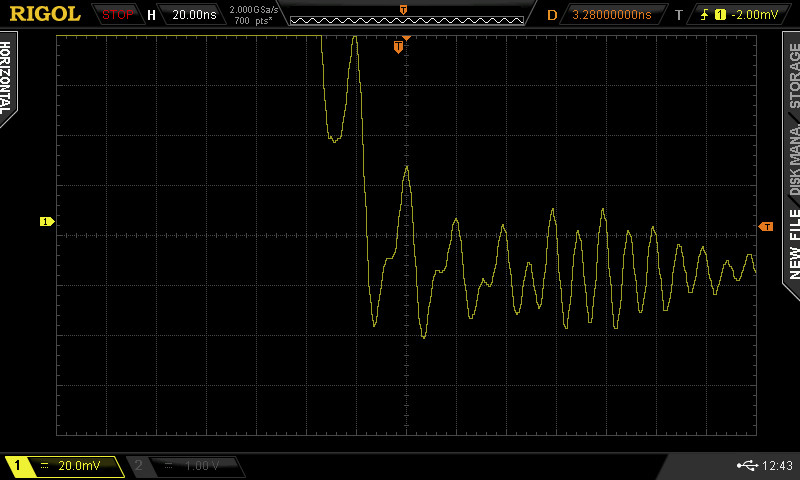 RIGOL STOP H 20.00ns 2.000GSa/s 700 pts* D 3.28000000ns T 1 -2.00mV
T
T
HORIZONTAL
STORAGE
DISK MANA.
NEW FILE
1
T
1 20.0mV 2 1.00 V 12:43